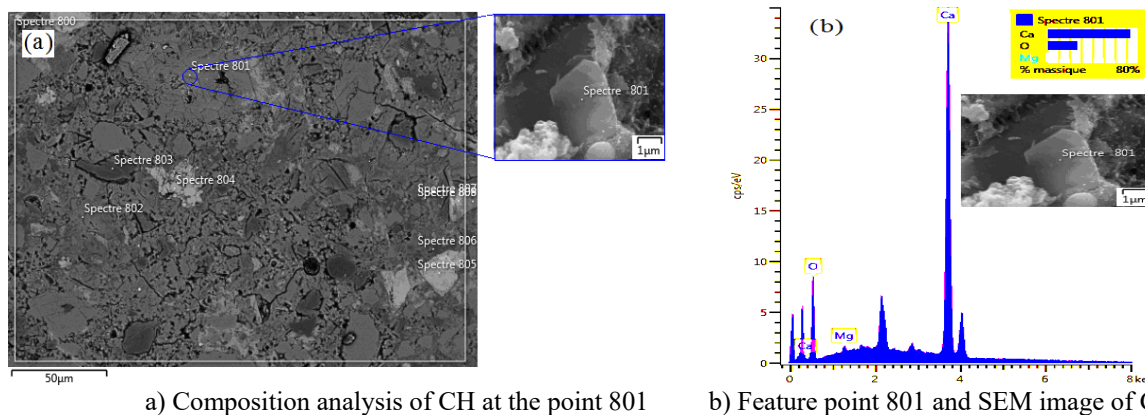 Spectre 800
(a)
Spectre 801
Spectre 803
Spectre 804
Spectre 802
Spectre 806
Spectre 805
50µm
Spectre 801
1µm
(b)
Ca
Spectre 801
Ca
O
Mg
% massique 80%
Spectre 801
1µm
cps/eV
30
25
20
15
10
5
0
O
Ca
Mg
0 2 4 6 8 ke
a) Composition analysis of CH at the point 801
b) Feature point 801 and SEM image of